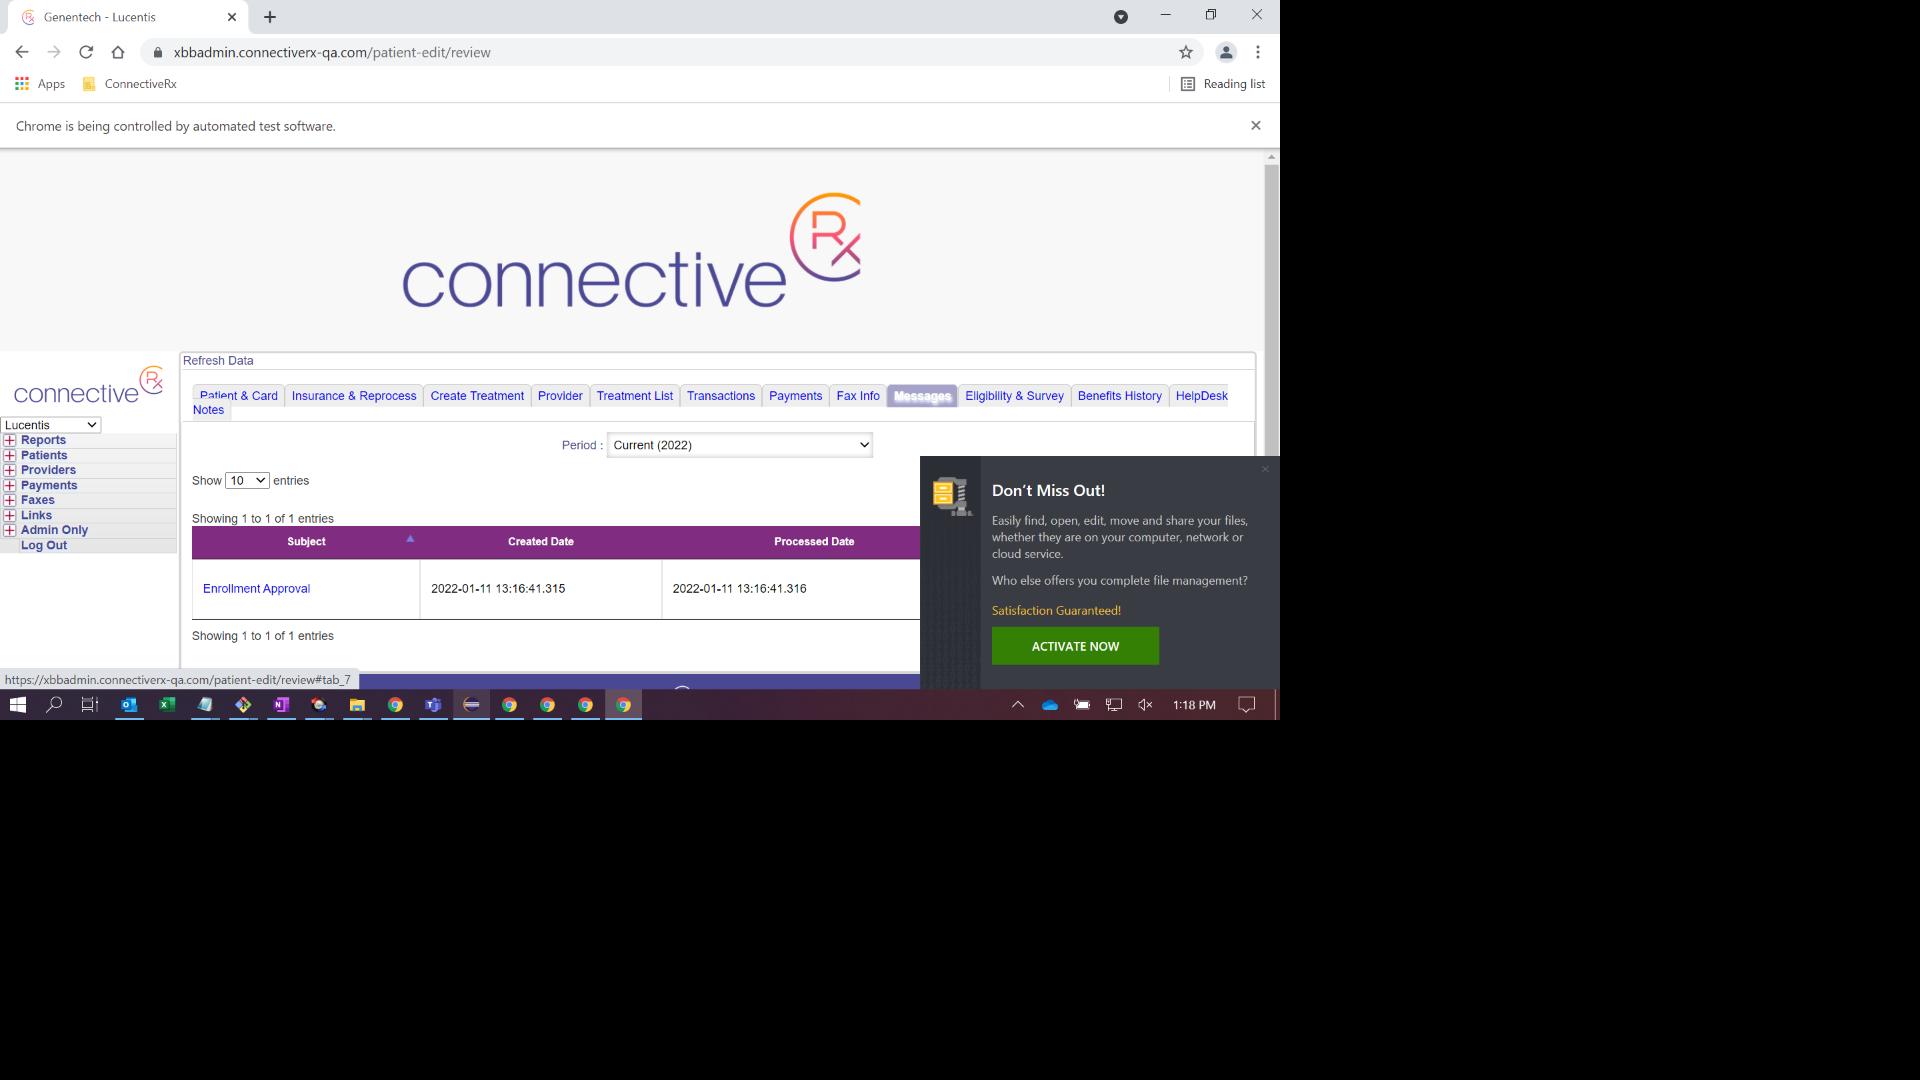 Genentech - Lucentis
xbbadmin.connectiverx-qa.com/patient-edit/review
Apps ConnectiveRx Reading list
Chrome is being controlled by automated test software.
connective Rx
Refresh Data
connective Rx
Patient & Card Insurance & Reprocess Create Treatment Provider Treatment List Transactions Payments Fax Info Messages Eligibility & Survey Benefits History HelpDesk
Notes
Lucentis
Reports
Patients
Providers
Payments
Faxes
Links
Admin Only
Log Out
Period : Current (2022)
Show 10 entries
Showing 1 to 1 of 1 entries
Subject Created Date Processed Date
Enrollment Approval 2022-01-11 13:16:41.315 2022-01-11 13:16:41.316
Showing 1 to 1 of 1 entries
Don't Miss Out!
Easily find, open, edit, move and share your files,
whether they are on your computer, network or
cloud service.
Who else offers you complete file management?
Satisfaction Guaranteed!
ACTIVATE NOW
https://xbbadmin.connectiverx-qa.com/patient-edit/review#tab_7
1:18 PM